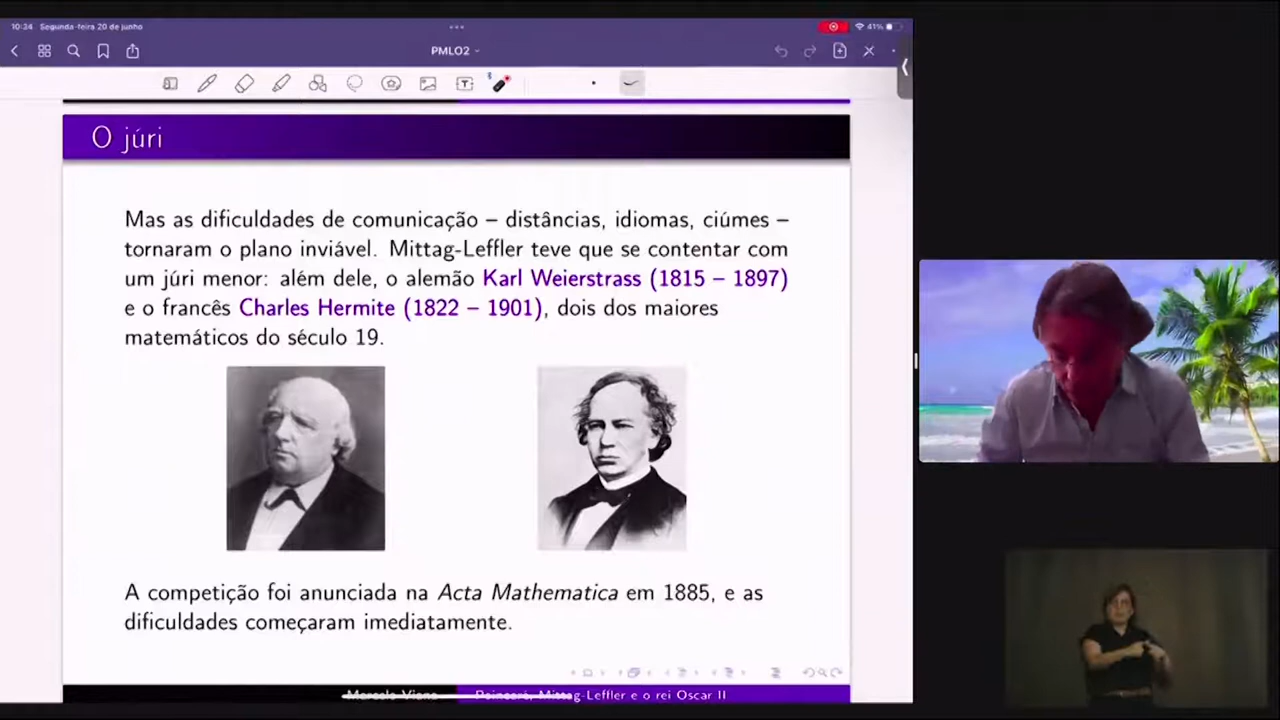 10:34 Segunda-feira 20 de junho
41%
PMLO2
O júri
Mas as dificuldades de comunicação – distâncias, idiomas, ciúmes –
tornaram o plano inviável. Mittag-Leffler teve que se contentar com
um júri menor: além dele, o alemão Karl Weierstrass (1815 – 1897)
e o francês Charles Hermite (1822 – 1901), dois dos maiores
matemáticos do século 19.
A competição foi anunciada na Acta Mathematica em 1885, e as
dificuldades começaram imediatamente.
Marcelo Viana Poincaré, Mittag-Leffler e o rei Oscar II